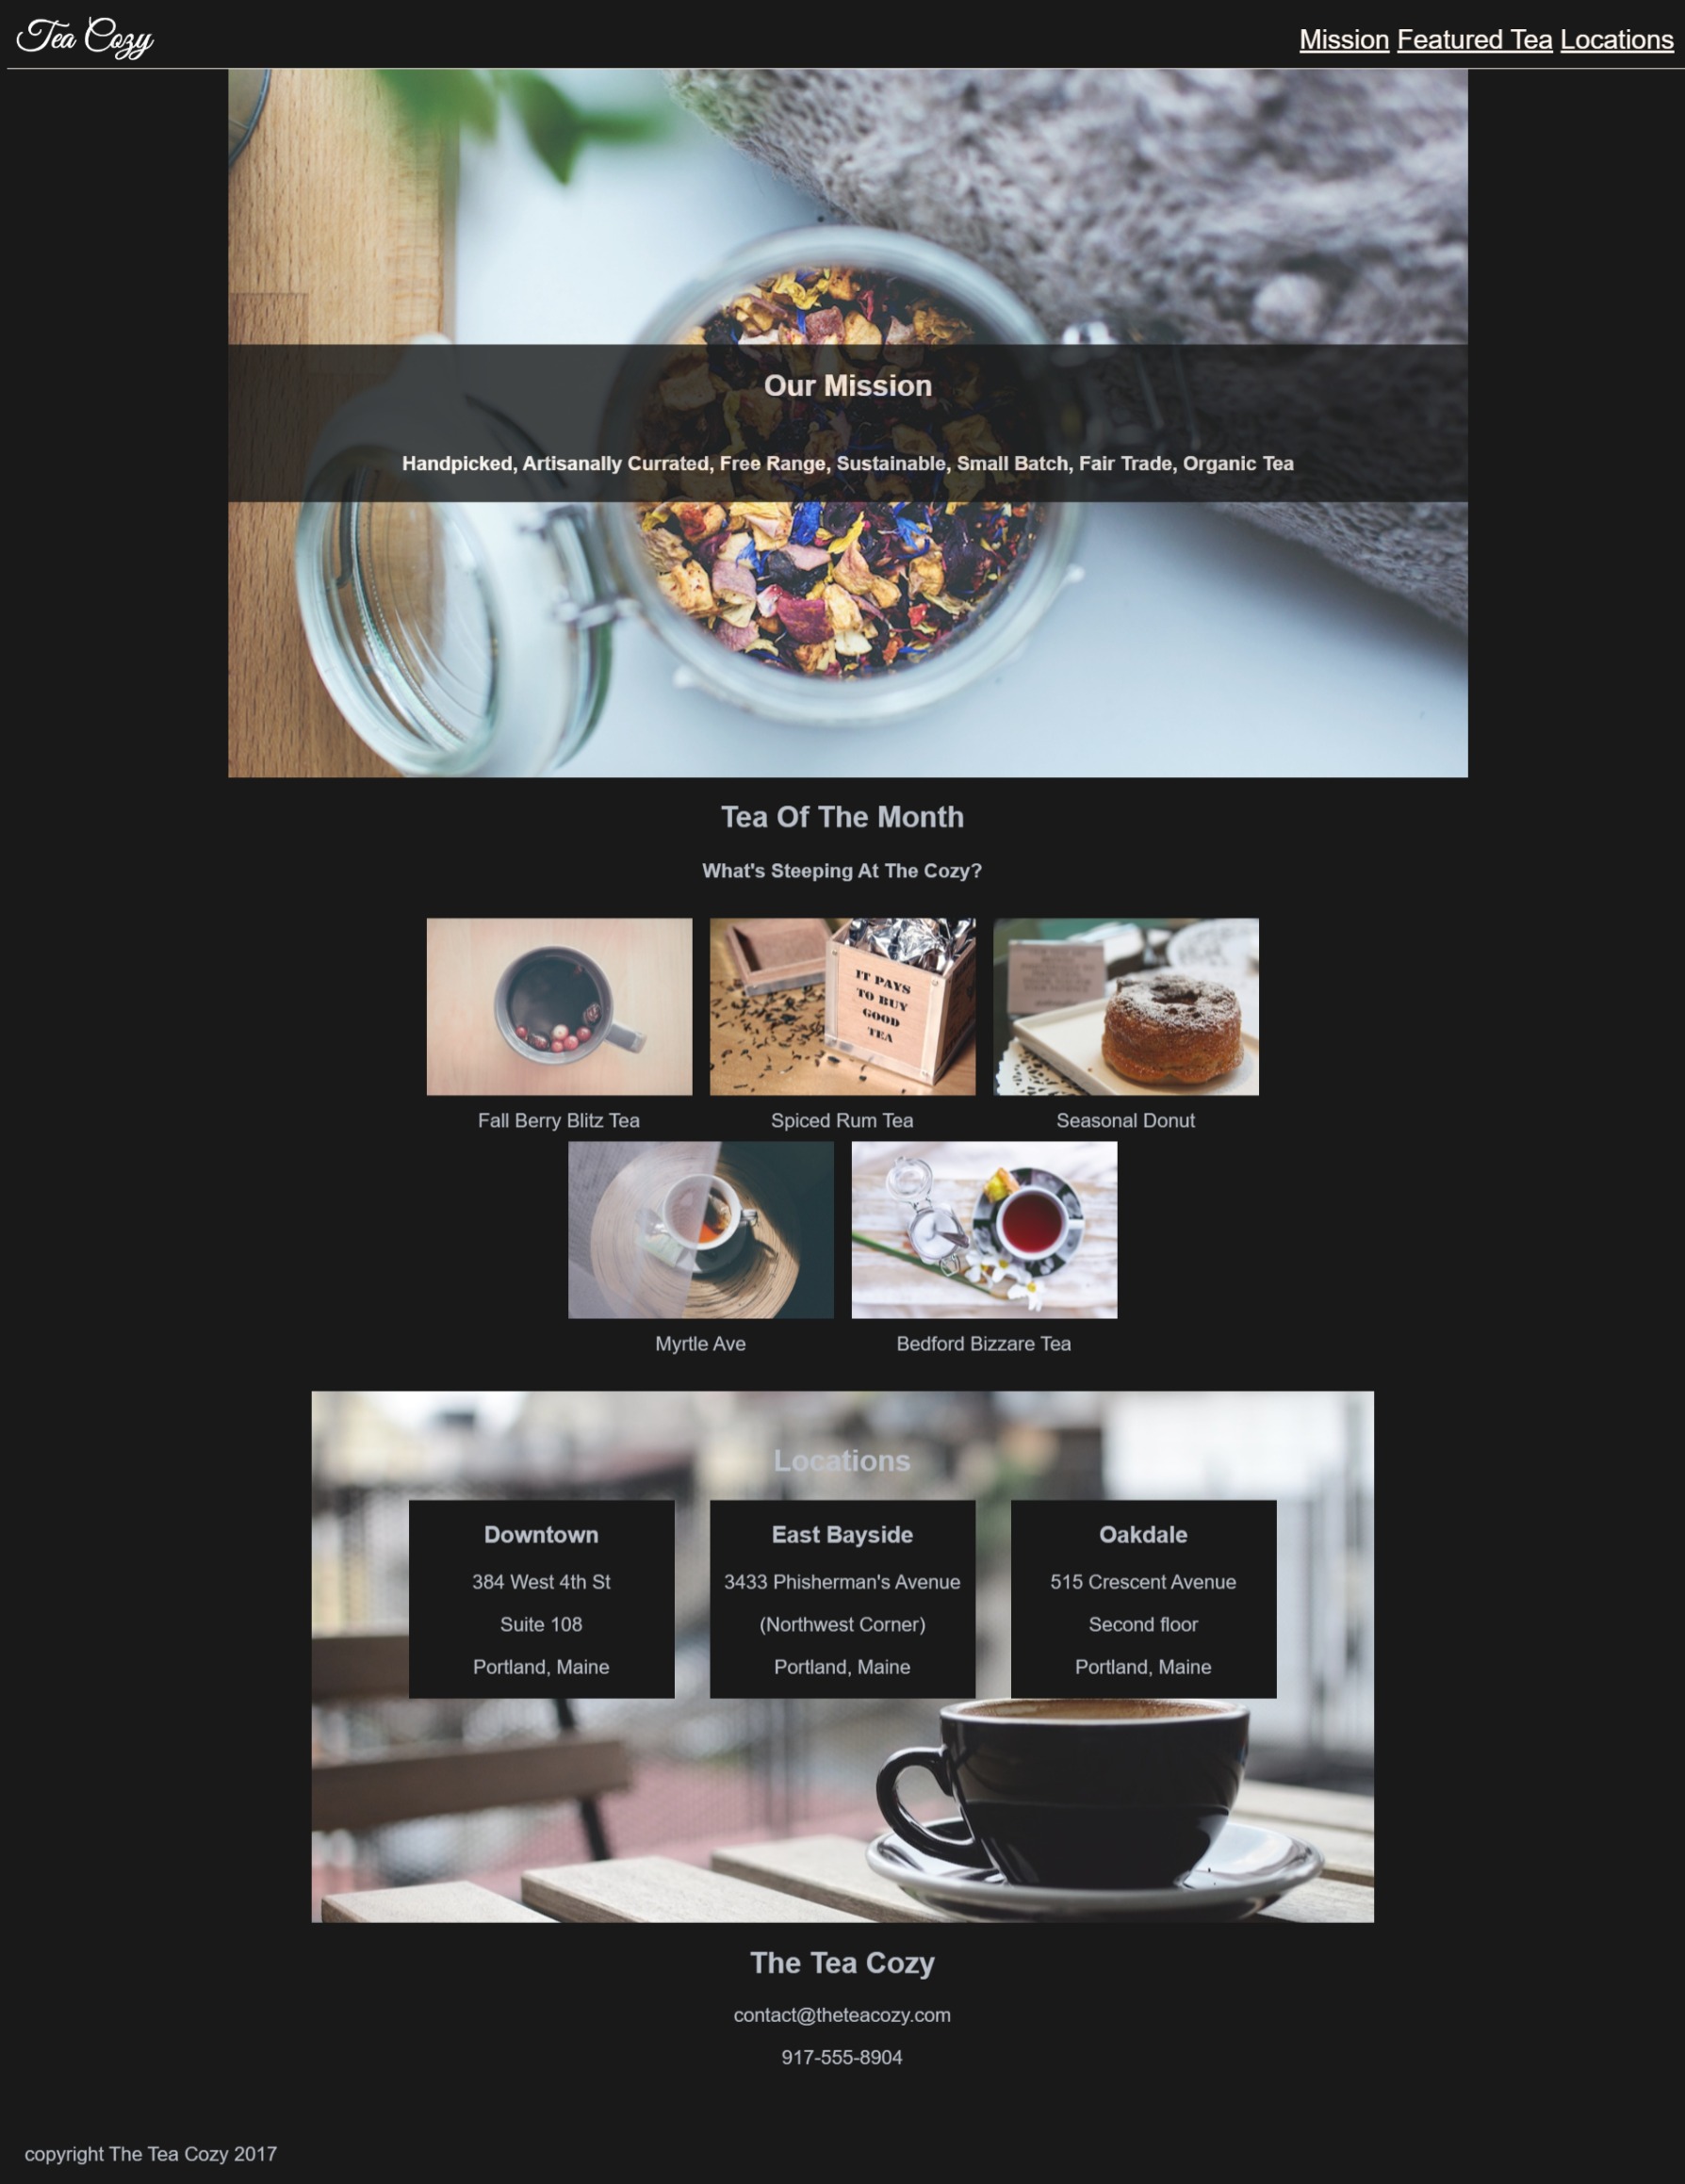 Tea Cozy
Mission Featured Tea Locations
Our Mission
Handpicked, Artisanally Currated, Free Range, Sustainable, Small Batch, Fair Trade, Organic Tea
Tea Of The Month
What's Steeping At The Cozy?
IT PAYS
TO BUY
GOOD
TEA
Fall Berry Blitz Tea
Spiced Rum Tea
Seasonal Donut
Myrtle Ave
Bedford Bizzare Tea
Locations
Downtown
384 West 4th St
Suite 108
Portland, Maine
East Bayside
3433 Phisherman's Avenue
(Northwest Corner)
Portland, Maine
Oakdale
515 Crescent Avenue
Second floor
Portland, Maine
The Tea Cozy
contact@theteacozy.com
917-555-8904
copyright The Tea Cozy 2017